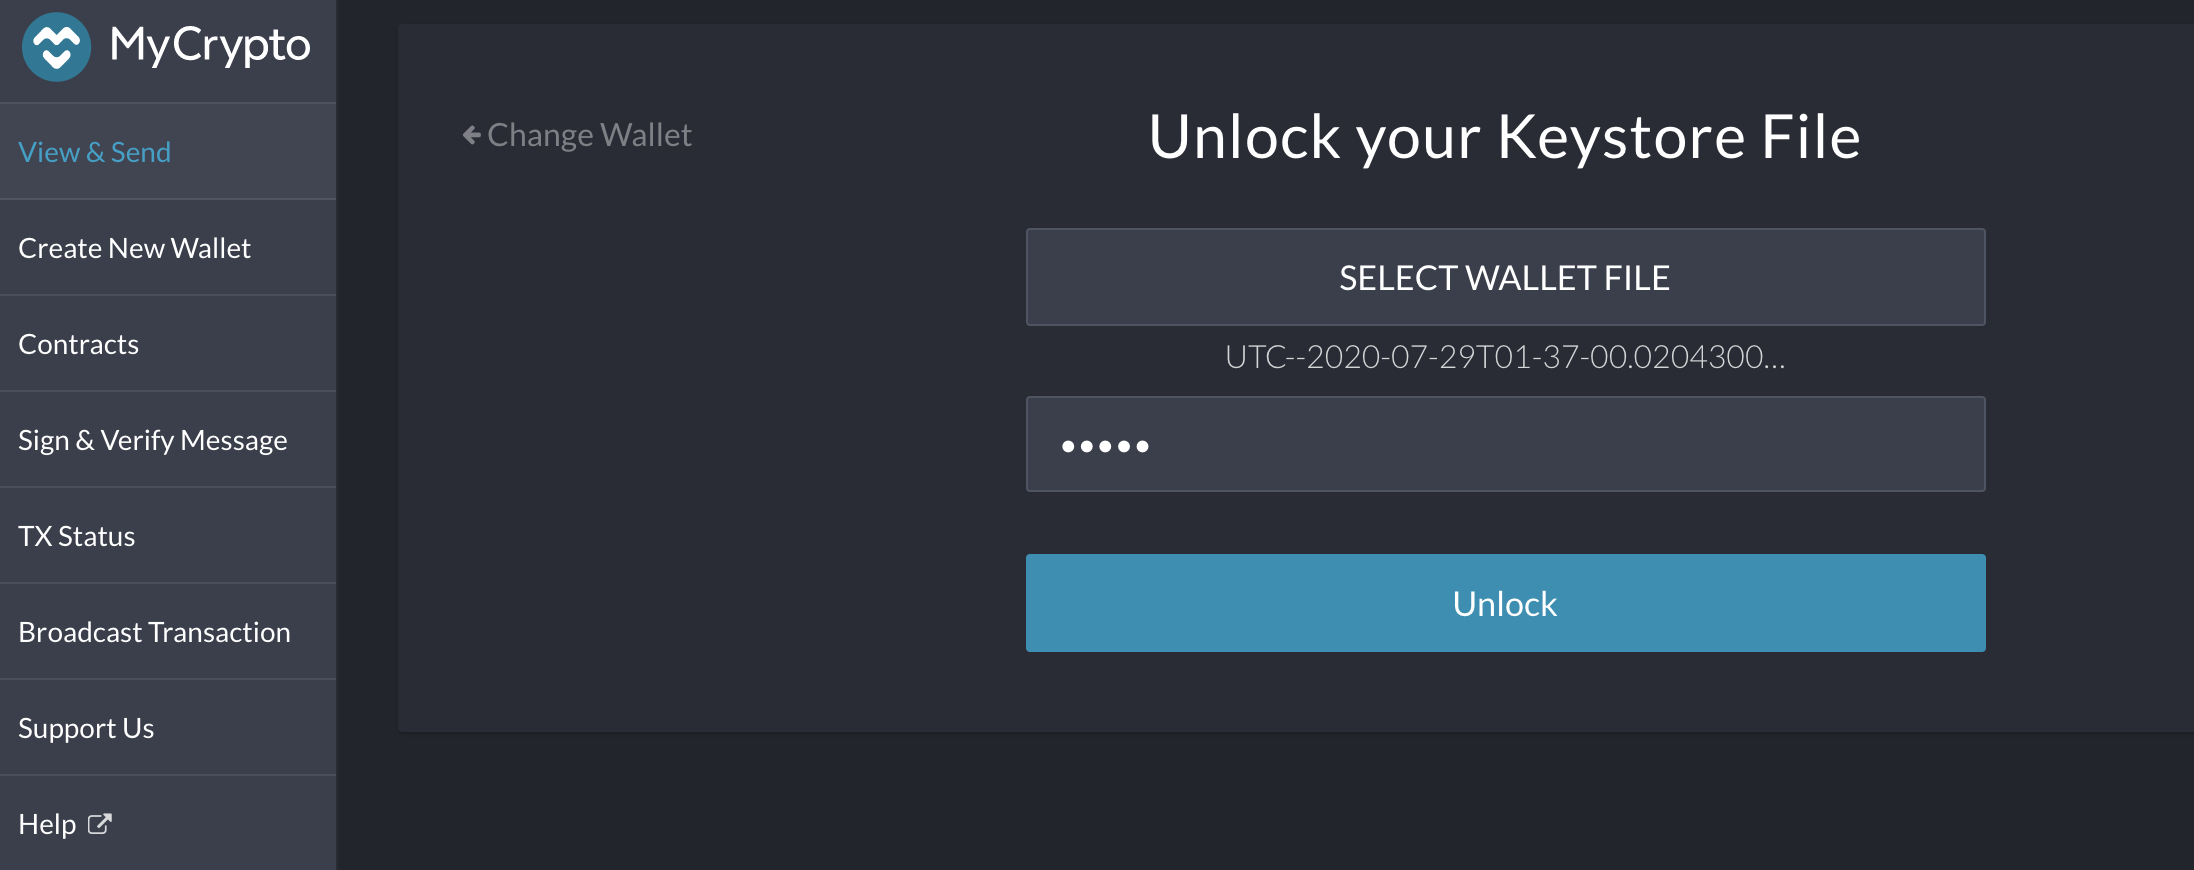 MyCrypto
View & Send
Create New Wallet
Contracts
Sign & Verify Message
TX Status
Broadcast Transaction
Support Us
Help
Change Wallet
Unlock your Keystore File
SELECT WALLET FILE
UTC--2020-07-29T01-37-00.0204300...
•••••
Unlock